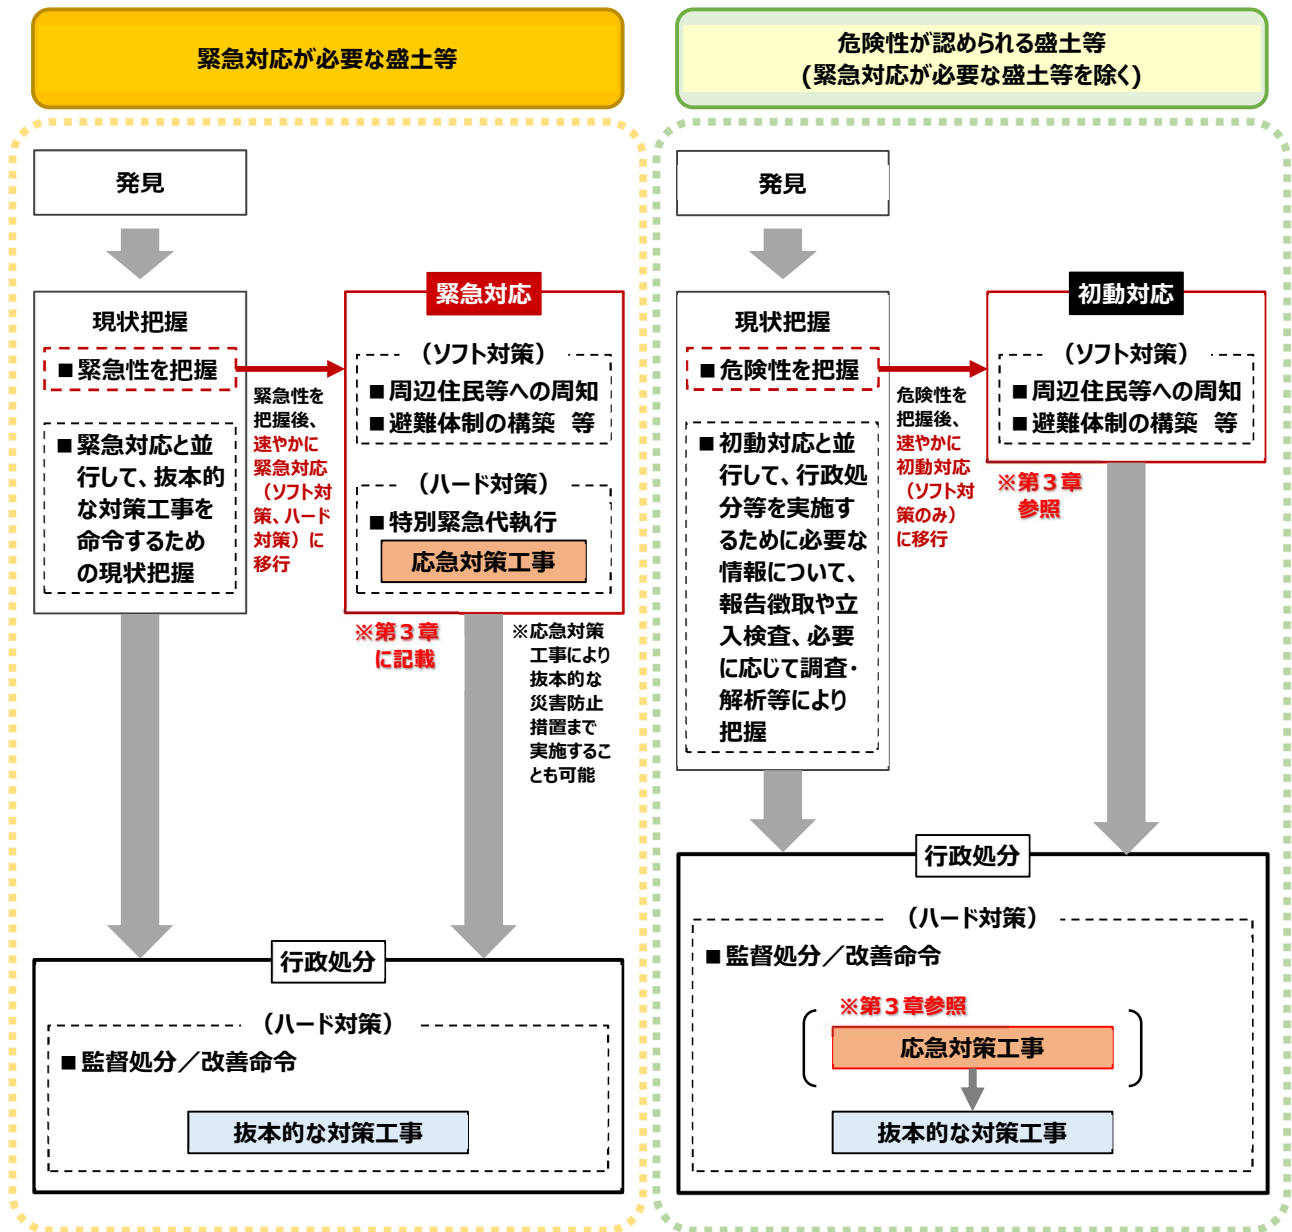 緊急対応が必要な盛土等
発見
現状把握
■緊急性を把握
■緊急対応と並
行して、抜本的
な対策工事を
命令するため
の現状把握
緊急性を
把握後、
速やかに
緊急対応
（ソフト対
策、ハード
対策）に
移行
緊急対応
（ソフト対策）
■周辺住民等への周知
■避難体制の構築 等
（ハード対策）
■特別緊急代執行
応急対策工事
※第３章
に記載
※応急対策
工事により
抜本的な
災害防止
措置まで
実施するこ
とも可能
行政処分
（ハード対策）
■監督処分／改善命令
抜本的な対策工事
危険性が認められる盛土等
(緊急対応が必要な盛土等を除く)
発見
現状把握
■危険性を把握
■初動対応と並
行して、行政処
分等を実施す
るために必要な
情報について、
報告徴取や立
入検査、必要
に応じて調査・
解析等により
把握
危険性を
把握後、
速やかに
初動対応
（ソフト対
策のみ）
に移行
初動対応
（ソフト対策）
■周辺住民等への周知
■避難体制の構築 等
※第３章
参照
行政処分
（ハード対策）
■監督処分／改善命令
※第３章参照
応急対策工事
抜本的な対策工事